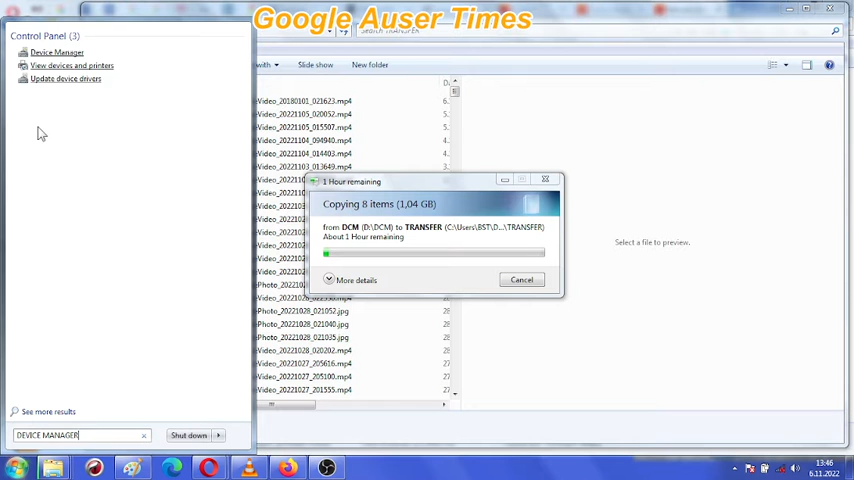 Google Auser Times
Control Panel (3)
Device Manager
View devices and printers
Update device drivers
Search TRANSFER
with
Slide show
New folder
Video_20180101_021623.mp4
Video_20221105_020052.mp4
Video_20221105_015507.mp4
Video_20221104_094940.mp4
Video_20221104_014403.mp4
Video_20221103_013649.mp4
1 Hour remaining
Copying 8 items (1,04 GB)
from DCM (D:\DCM) to TRANSFER (C:\Users\BST\D...\TRANSFER)
About 1 Hour remaining
More details
Cancel
Select a file to preview.
Photo_20221028_021052.jpg
Photo_20221028_021040.jpg
Photo_20221028_021035.jpg
Video_20221028_020202.mp4
Video_20221027_205616.mp4
Video_20221027_205100.mp4
Video_20221027_201555.mp4
See more results
DEVICE MANAGER
Shut down
13:46
6.11.2022